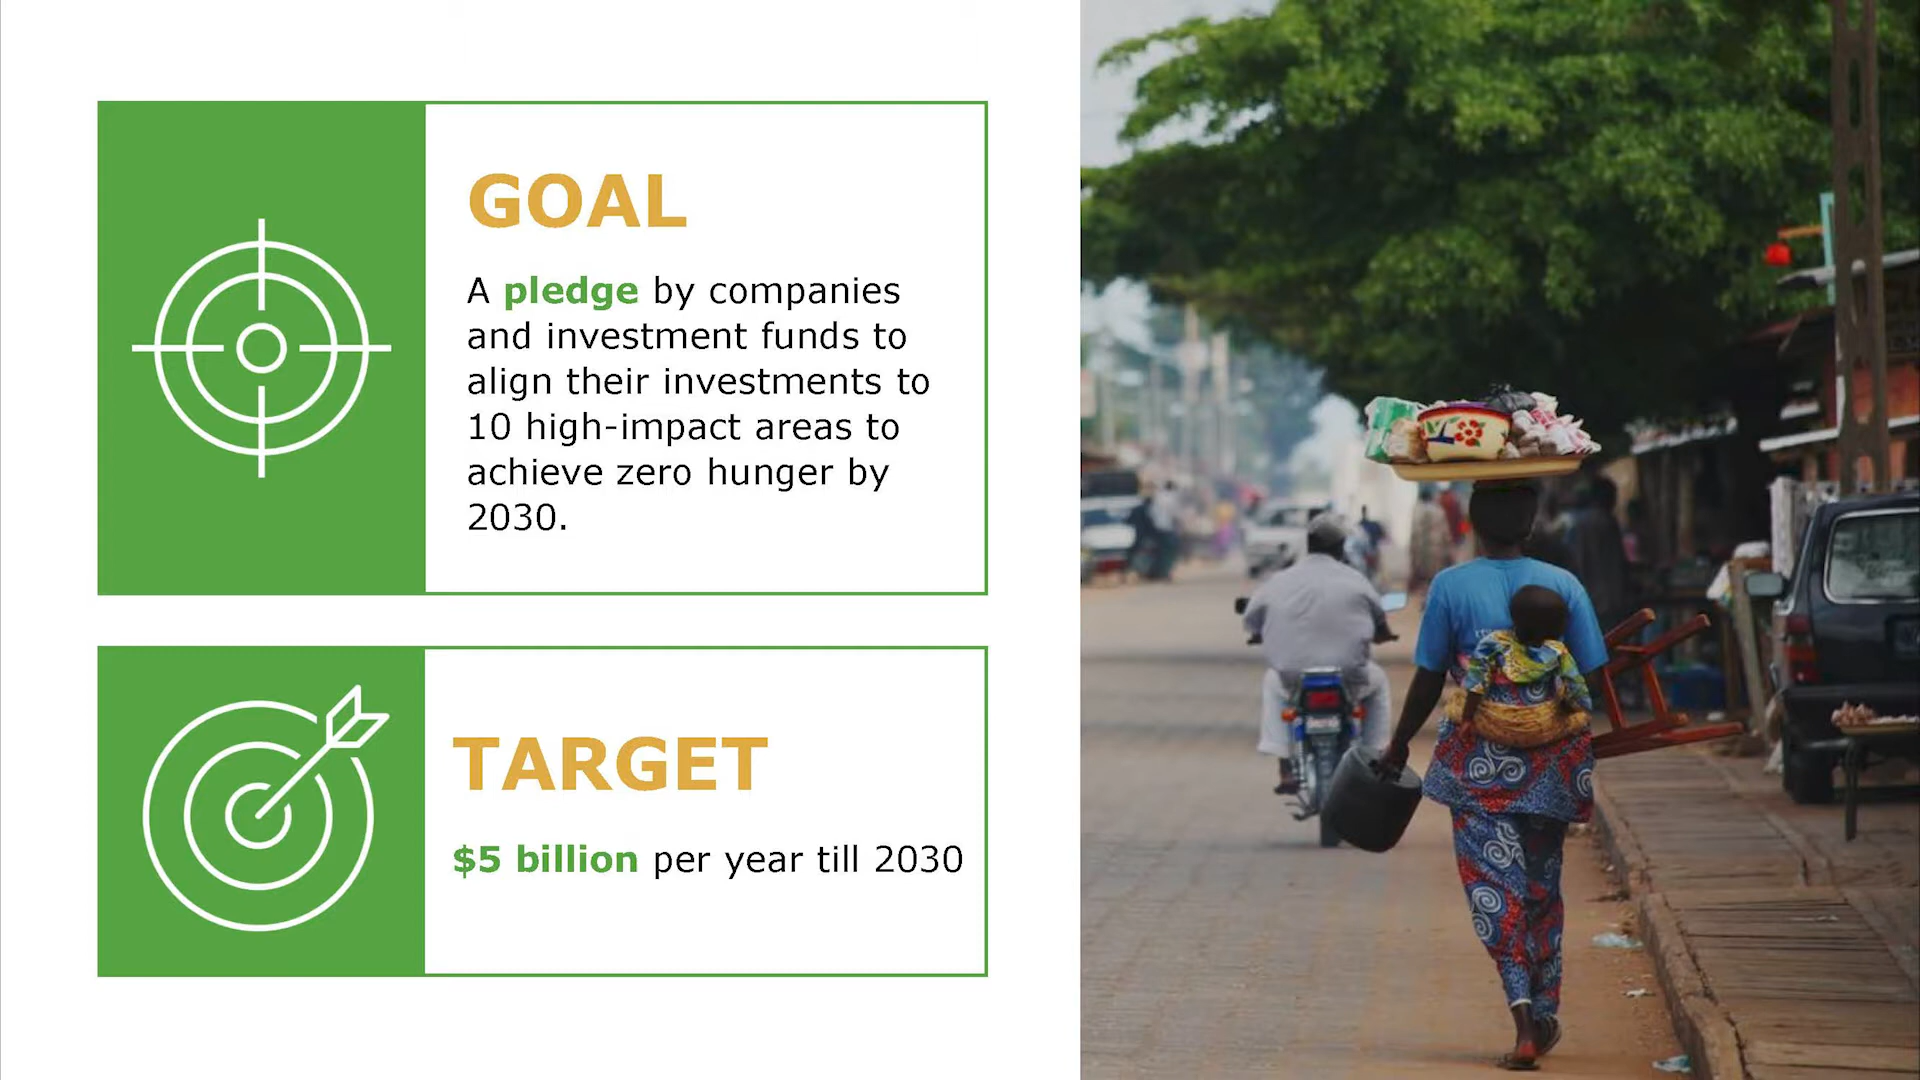 GOAL
A pledge by companies
and investment funds to
align their investments to
10 high-impact areas to
achieve zero hunger by
2030.
TARGET
$5 billion per year till 2030